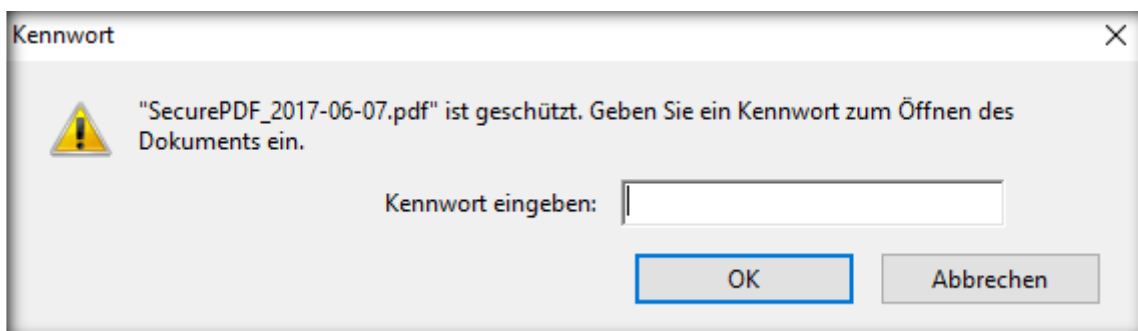 Kennwort
"SecurePDF_2017-06-07.pdf" ist geschützt. Geben Sie ein Kennwort zum Öffnen des
Dokuments ein.
Kennwort eingeben:
OK Abbrechen